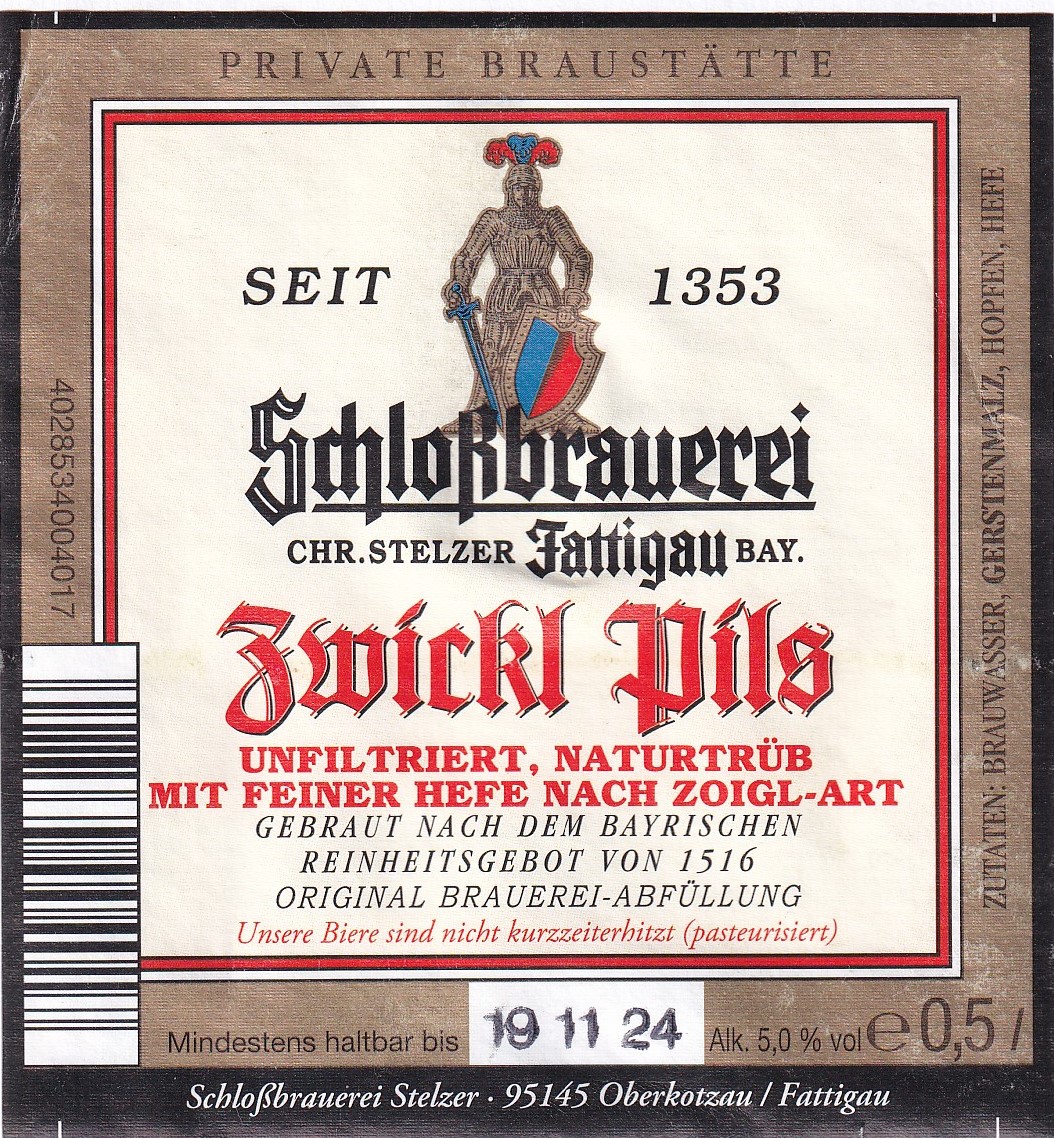 PRIVATE BRAUSTÄTTE
SEIT 1353
Schloßbrauerei
CHR. STELZER Fattigau BAY.
Zwickl Pils
UNFILTRIERT, NATURTRÜB
MIT FEINER HEFE NACH ZOIGL-ART
GEBRAUT NACH DEM BAYRISCHEN
REINHEITSGEBOT VON 1516
ORIGINAL BRAUEREI-ABFÜLLUNG
Unsere Biere sind nicht kurzzeiterhitzt (pasteurisiert)
Mindestens haltbar bis 19 11 24 Alk. 5,0 % vol ℮ 0,5 l
Schloßbrauerei Stelzer · 95145 Oberkotzau / Fattigau
4028534004017
ZUTATEN: BRAUWASSER, GERSTENMALZ, HOPFEN, HEFE